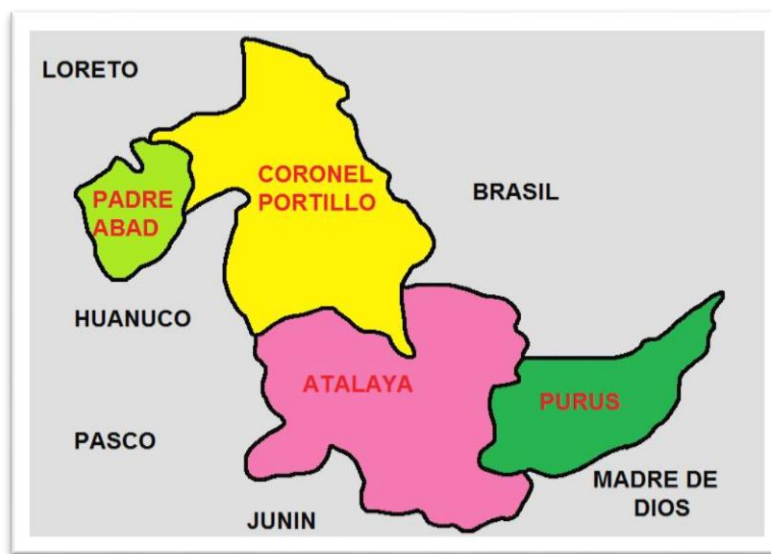 LORETO
CORONEL
PORTILLO
PADRE
ABAD
BRASIL
HUANUCO
ATALAYA
PURUS
PASCO
MADRE DE
DIOS
JUNIN